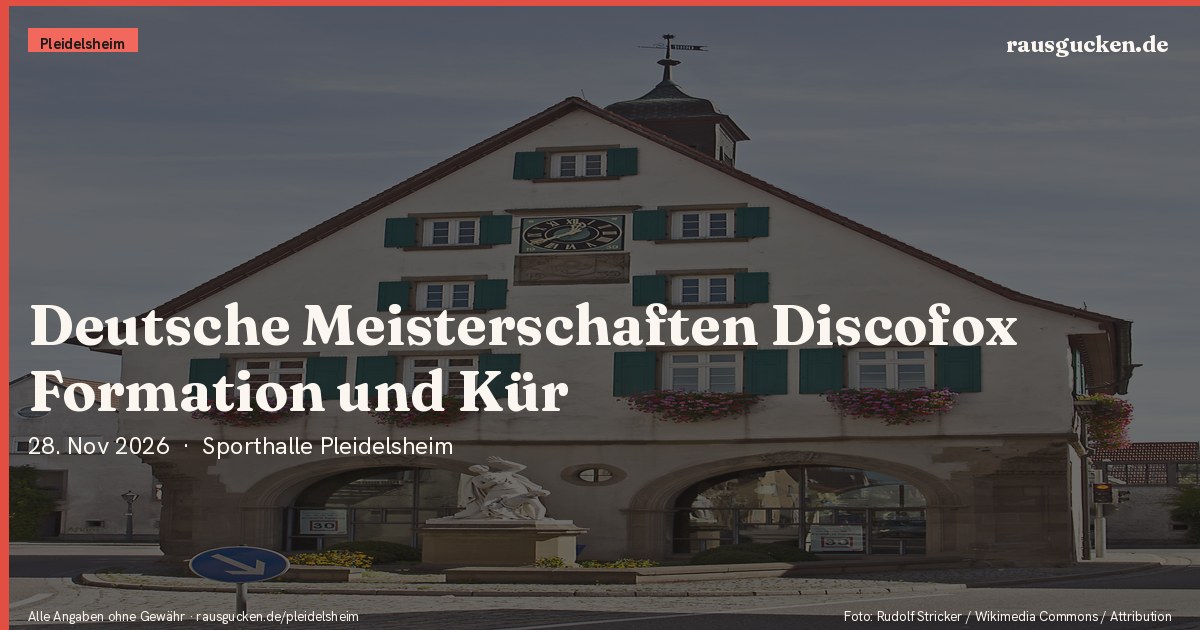 Pleidelsheim
rausgucken.de
Deutsche Meisterschaften Discofox
Formation und Kür
28. Nov 2026 · Sporthalle Pleidelsheim
30
Alle Angaben ohne Gewähr · rausgucken.de/pleidelsheim
Foto: Rudolf Stricker / Wikimedia Commons / Attribution